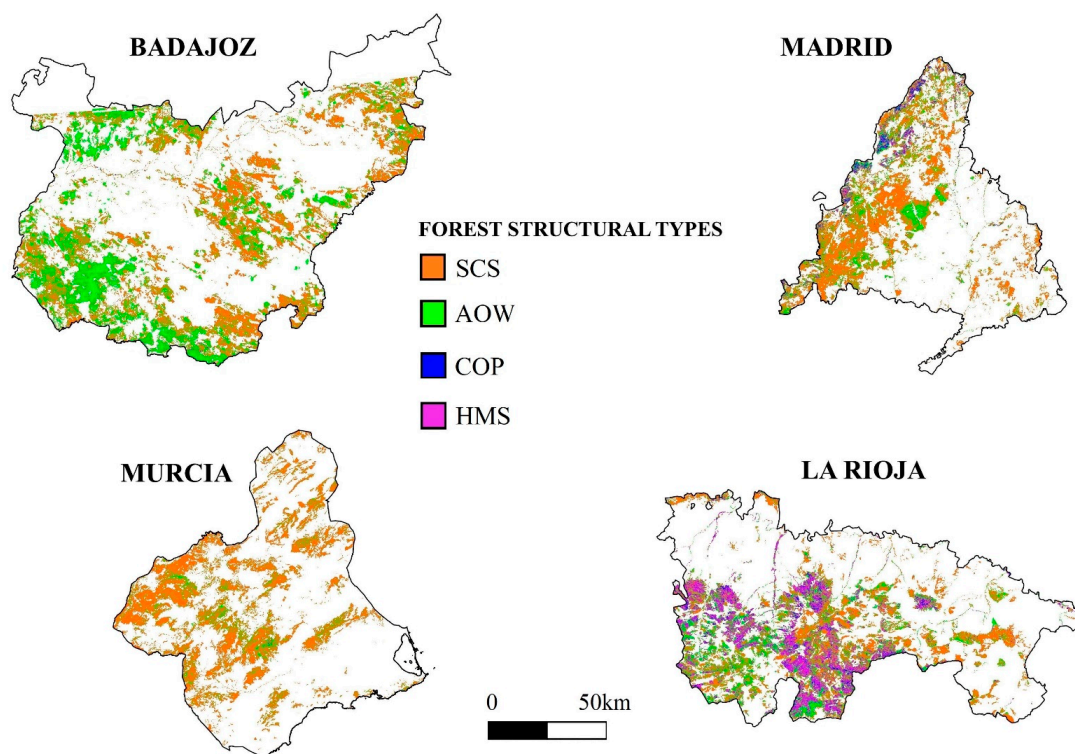 BADAJOZ
MADRID
FOREST STRUCTURAL TYPES
SCS
AOW
COP
HMS
MURCIA
LA RIOJA
0 50km